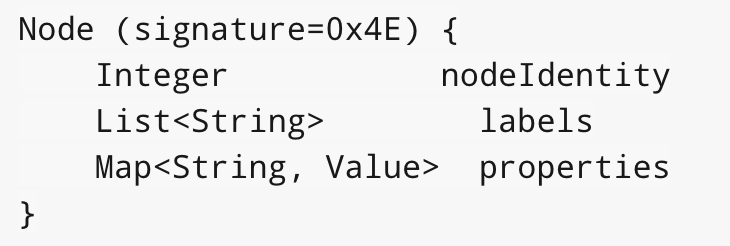 Node (signature=0x4E) {
    Integer           nodeIdentity
    List<String>        labels
    Map<String, Value>  properties
}